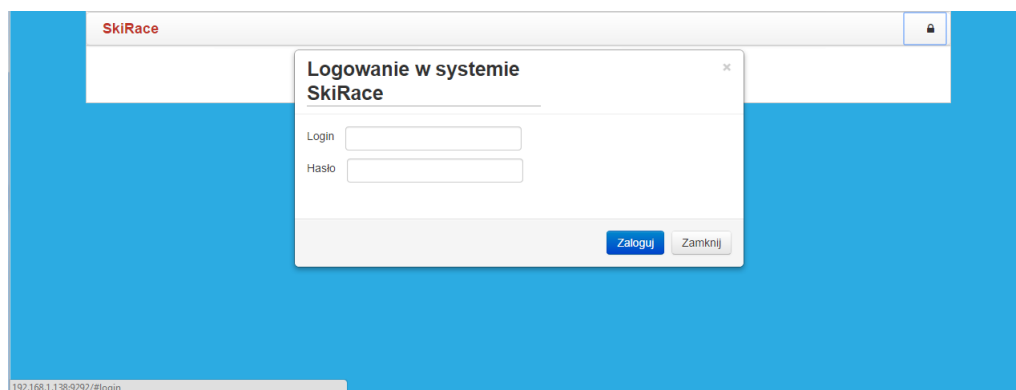 SkiRace
Logowanie w systemie
SkiRace
×
Login
Hasło
Zaloguj
Zamknij
192.168.1.138:9292/#login